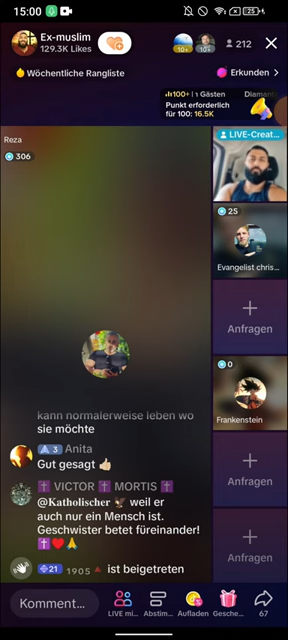 15:00
25
Ex-muslim
129.3K Likes
10+
10+
212
Wöchentliche Rangliste
Erkunden >
100+
Gästen
Diamant
Punkt erforderlich
für 100: 16.5K
Reza
306
LIVE-Creat...
25
Evangelist chris...
+
Anfragen
0
Frankenstein
+
Anfragen
+
Anfragen
kann normalerweise leben wo
sie möchte
3 Anita
Gut gesagt 👍🏻
✝️ VICTOR ✝️ MORTIS ✝️
@𝐊𝐚𝐭𝐡𝐨𝐥𝐢𝐬𝐜𝐡𝐞𝐫 🦅 weil er
auch nur ein Mensch ist.
Geschwister betet füreinander!
✝️❤️🙏
21 1905🔺 ist beigetreten
Komment...
LIVE mi...
Abstim...
Aufladen
Gesche...
67